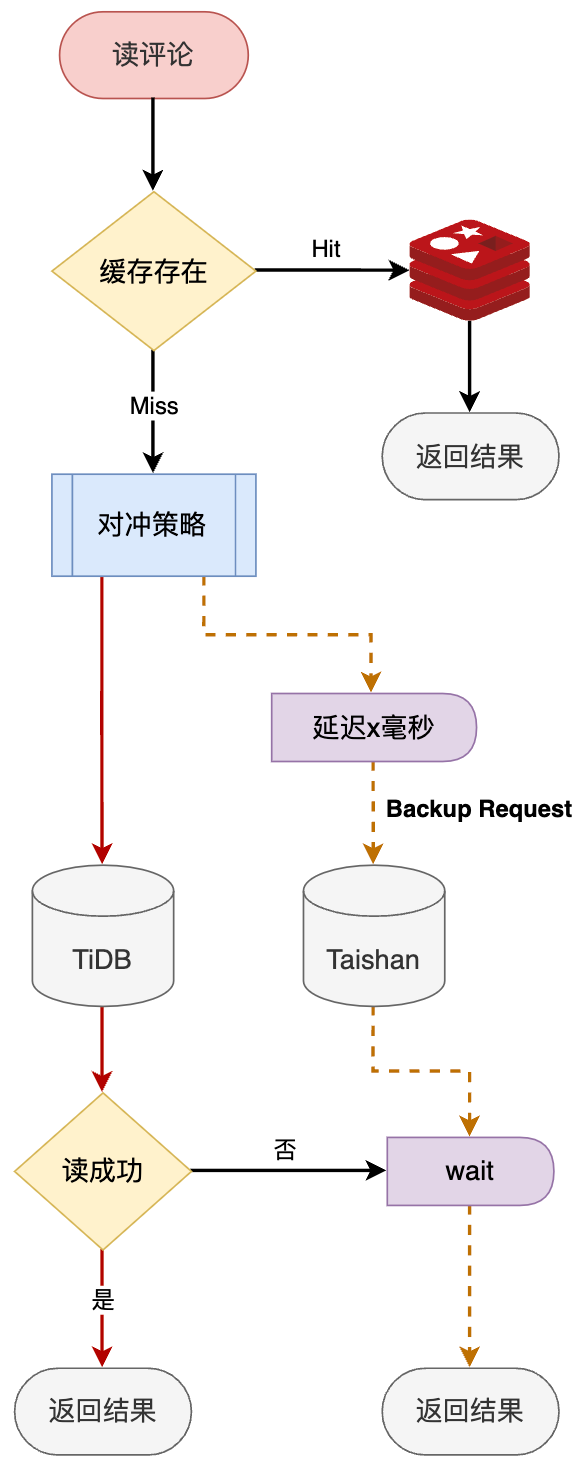 读评论
缓存存在
Hit
Miss
返回结果
对冲策略
延迟x毫秒
Backup Request
TiDB
Taishan
读成功
否
wait
是
返回结果
返回结果